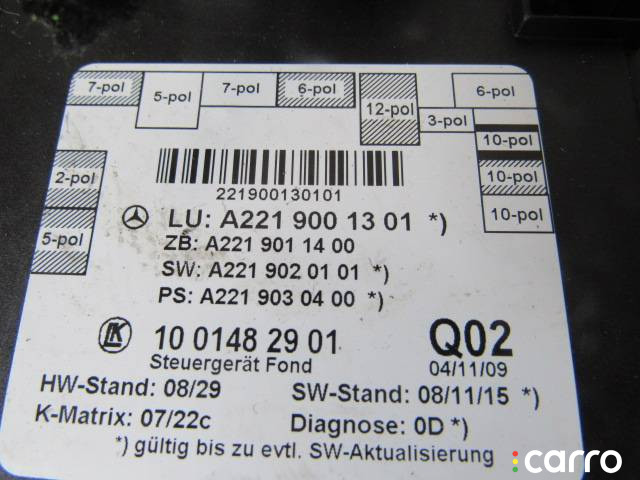 7-pol
5-pol
7-pol
6-pol
12-pol
6-pol
3-pol
10-pol
10-pol
10-pol
2-pol
5-pol
221900130101
LU: A221 900 13 01 *)
ZB: A221 901 14 00
SW: A221 902 01 01 *)
PS: A221 903 04 00 *)
LK 10 0148 29 01 Q02
Steuergerät Fond 04/11/09
HW-Stand: 08/29 SW-Stand: 08/11/15 *)
K-Matrix: 07/22c Diagnose: 0D *)
*) gültig bis zu evtl. SW-Aktualisierung
carro